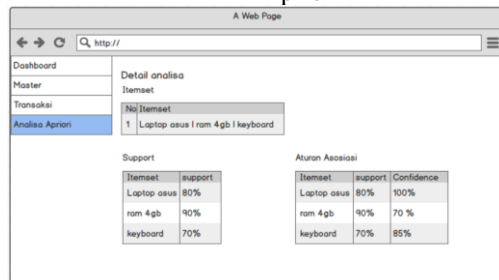 A Web Page
http://
Dashboard
Master
Transaksi
Analisa Apriori
Detail analisa
Itemset
No Itemset
1 Laptop asus | ram 4gb | keyboard
Support
Itemset support
Laptop asus 80%
ram 4gb 90%
keyboard 70%
Aturan Asosiasi
Itemset support Confidence
Laptop asus 80% 100%
ram 4gb 90% 70 %
keyboard 70% 85%